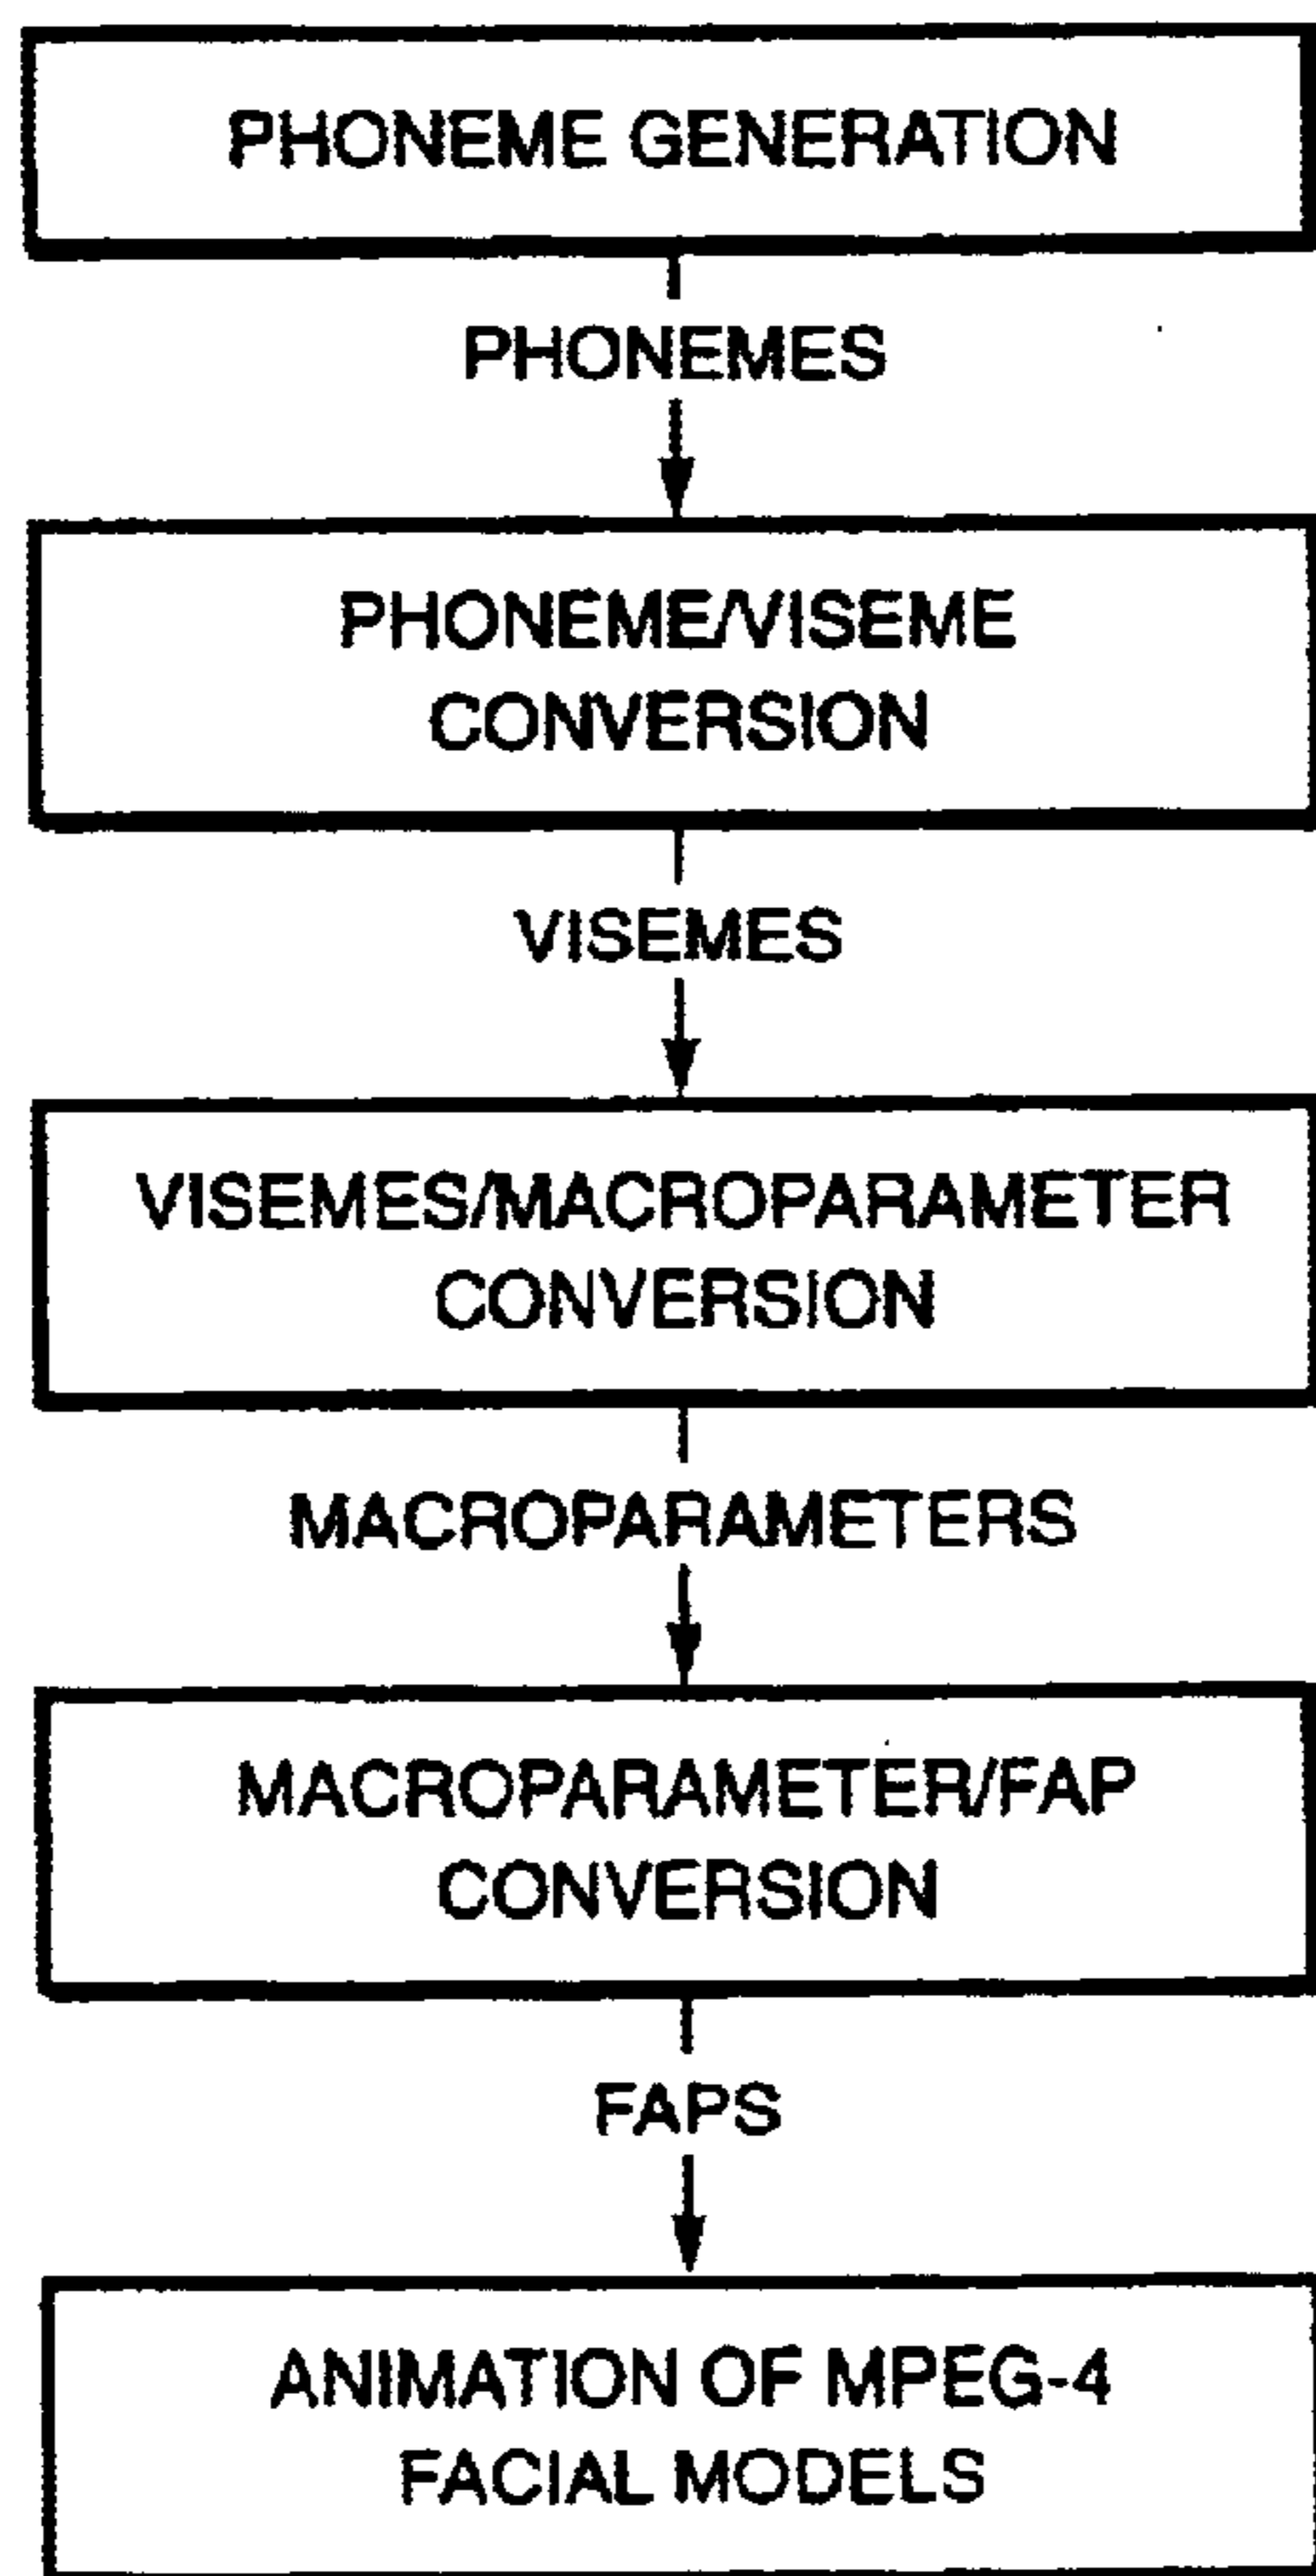 PHONEME GENERATION
PHONEMES
PHONEME/VISEME
CONVERSION
VISEMES
VISEMES/MACROPARAMETER
CONVERSION
MACROPARAMETERS
MACROPARAMETER/FAP
CONVERSION
FAPS
ANIMATION OF MPEG-4
FACIAL MODELS